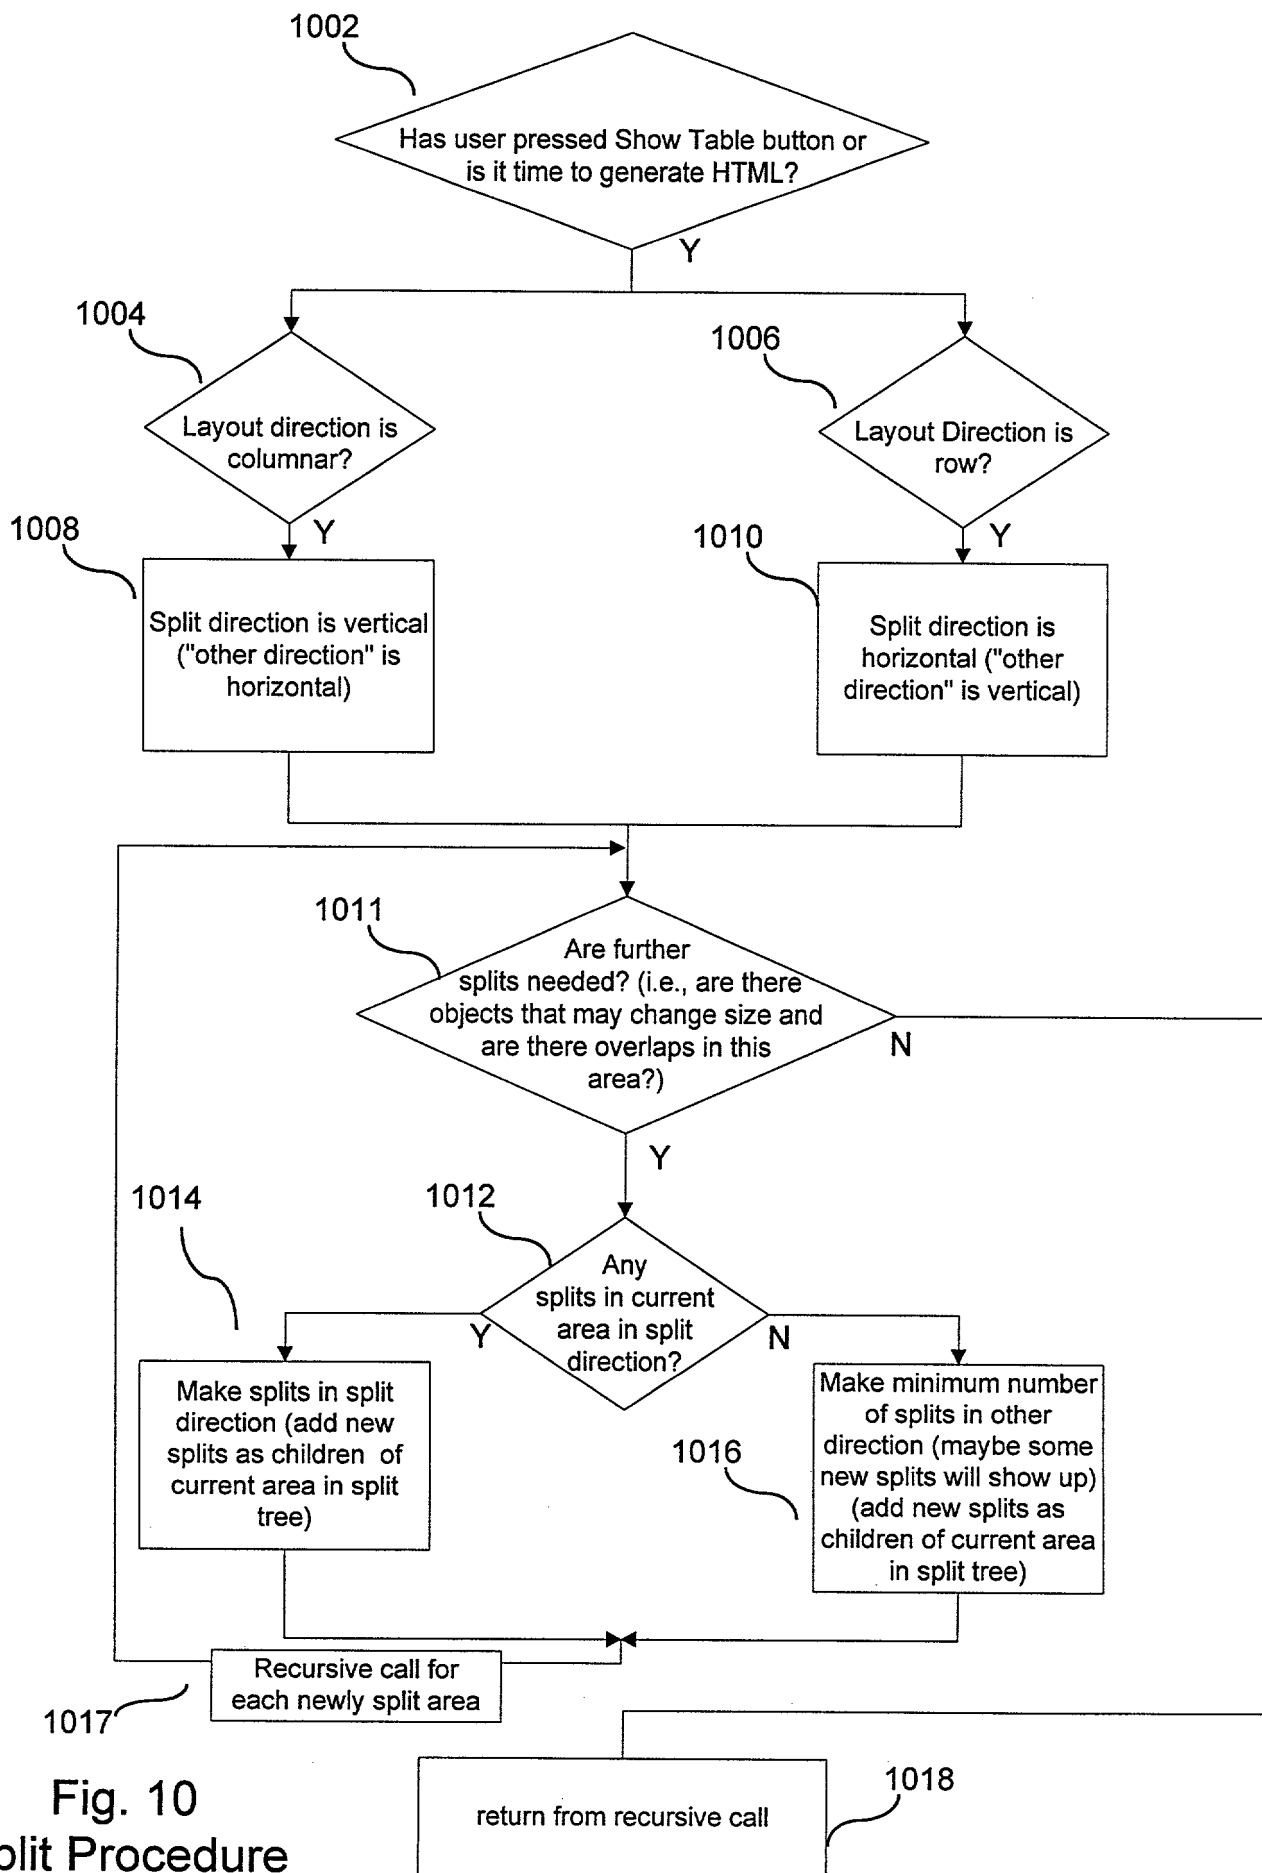 1002
Has user pressed Show Table button or
is it time to generate HTML?
Y
1004
Layout direction is
columnar?
Y
1006
Layout Direction is
row?
Y
1008
Split direction is vertical
("other direction" is
horizontal)
1010
Split direction is
horizontal ("other
direction" is vertical)
1011
Are further
splits needed? (i.e., are there
objects that may change size and
are there overlaps in this
area?)
N
Y
1012
Any
splits in current
area in split
direction?
Y
N
1014
Make splits in split
direction (add new
splits as children of
current area in split
tree)
1016
Make minimum number
of splits in other
direction (maybe some
new splits will show up)
(add new splits as
children of current area
in split tree)
Recursive call for
each newly split area
1017
return from recursive call
1018
Fig. 10
plit Procedure